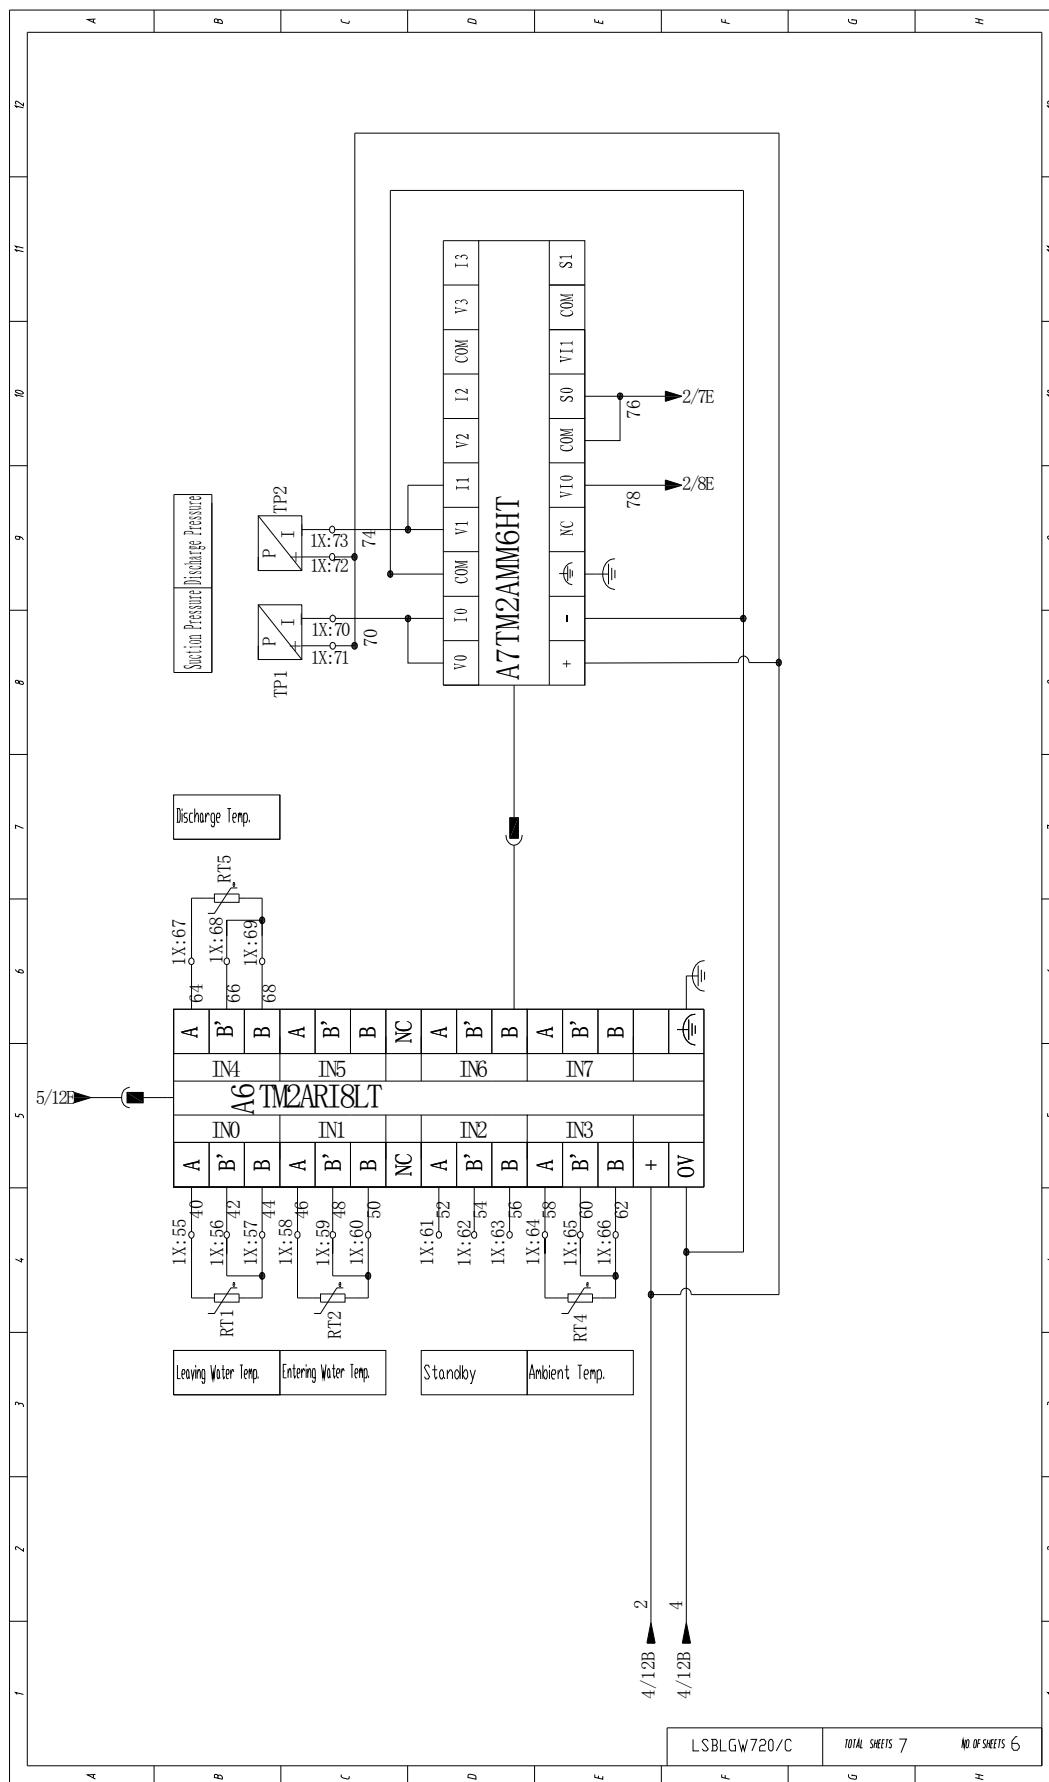 A
B
C
D
E
F
G
H
12
11
10
9
8
7
6
5
4
3
2
1
I3
V3
COM
I2
V2
I1
V1
COM
I0
V0
A7TM2AMM6HT
S1
COM
VI1
S0
COM
VI0
NC
-
+
76
2/7E
78
2/8E
Suction Pressure
Discharge Pressure
TP2
P
I
+
1X:73
1X:72
74
TP1
P
I
+
1X:70
1X:71
70
Discharge Temp.
RT5
1X:67
1X:68
1X:69
64
66
68
A
B'
B
A
B'
B
NC
A
B'
B
A
B'
B
IN4
IN5
IN6
IN7
5/12E
A6 TM2ARI8LT
IN0
IN1
IN2
IN3
A
B'
B
A
B'
B
NC
A
B'
B
A
B'
B
+
0V
1X:55
40
1X:56
42
1X:57
44
1X:58
46
1X:59
48
1X:60
50
1X:61
52
1X:62
54
1X:63
56
1X:64
58
1X:65
60
1X:66
62
RT1
RT2
RT4
Leaving Water Temp.
Entering Water Temp.
Standby
Ambient Temp.
2
4
4/12B
4/12B
LSBLGW720/C
TOTAL SHEETS 7
NO OF SHEETS 6
A
B
C
D
E
F
G
H